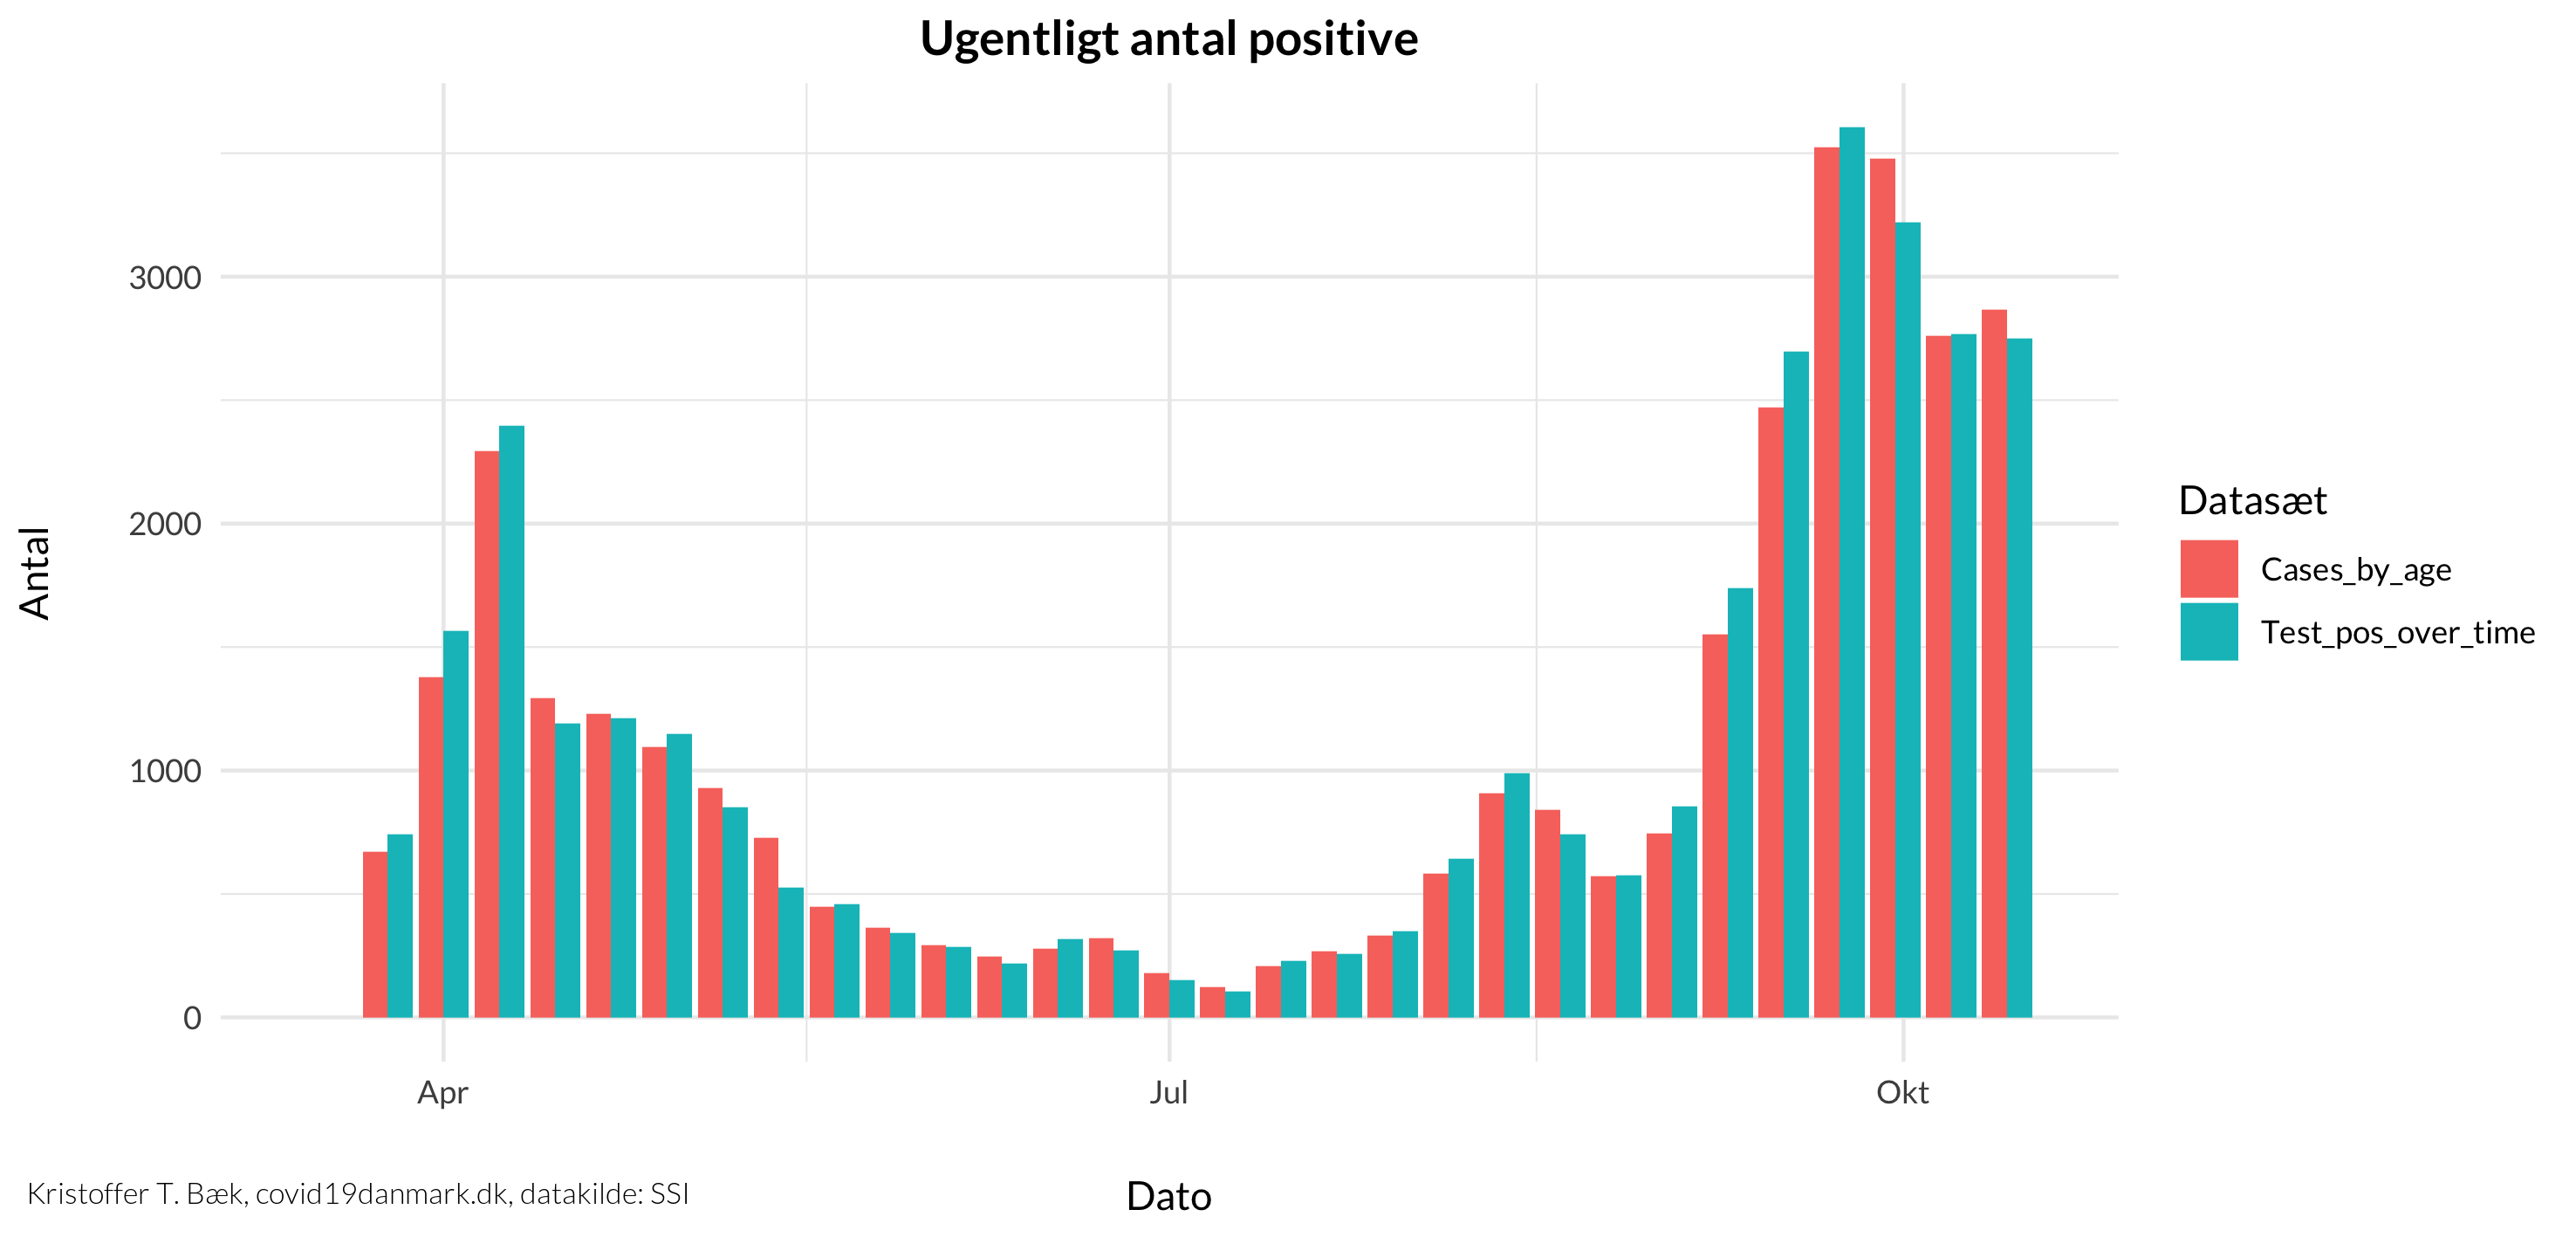 Ugentligt antal positive
Antal
3000
2000
1000
0
Apr
Jul
Okt
Dato
Datasæt
Cases_by_age
Test_pos_over_time
Kristoffer T. Bæk, covid19danmark.dk, datakilde: SSI